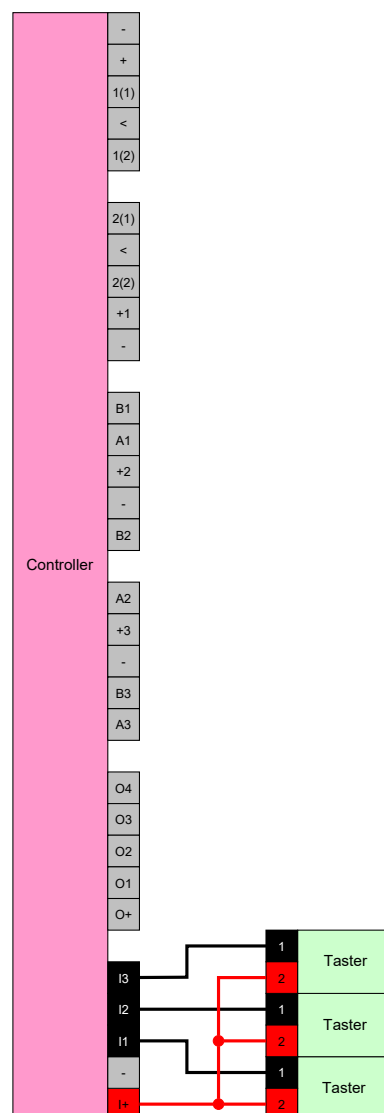 -
+
1(1)
<
1(2)
2(1)
<
2(2)
+1
-
B1
A1
+2
-
B2
Controller
A2
+3
-
B3
A3
O4
O3
O2
O1
O+
I3
I2
I1
-
I+
1
2
Taster
1
2
Taster
1
2
Taster